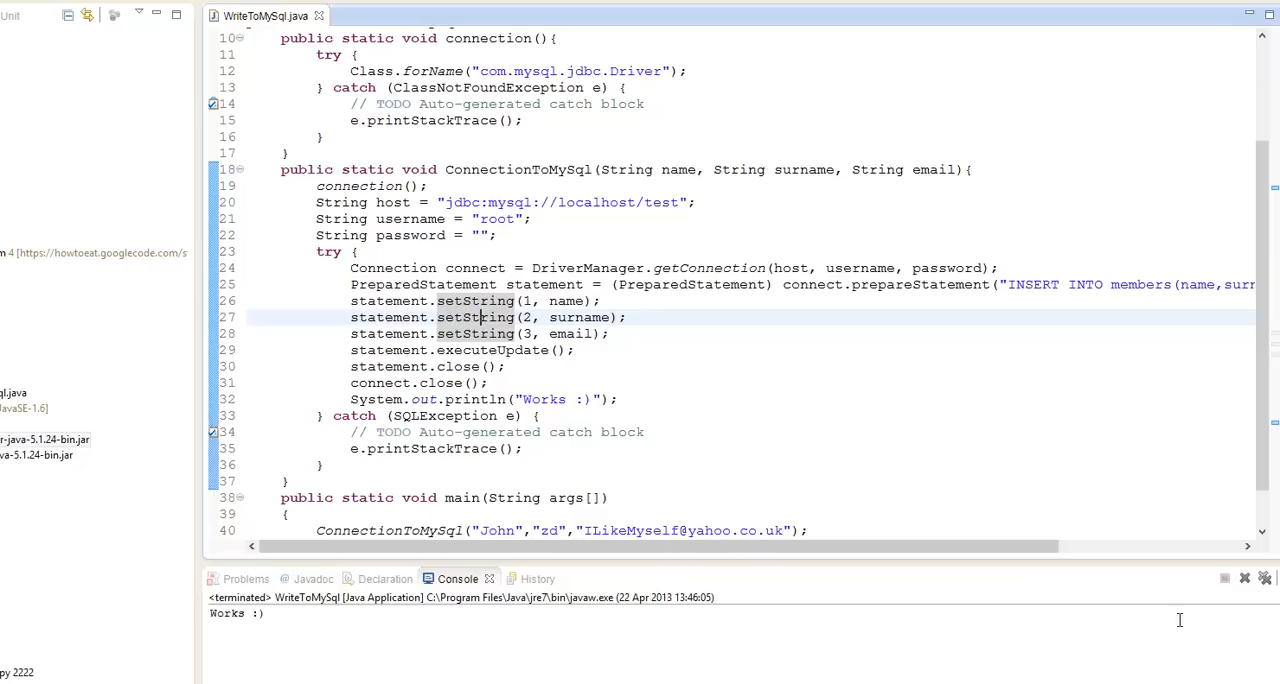 Unit
WriteToMySql.java
10 public static void connection(){
11 try {
12 Class.forName("com.mysql.jdbc.Driver");
13 } catch (ClassNotFoundException e) {
14 // TODO Auto-generated catch block
15 e.printStackTrace();
16 }
17 }
18 public static void ConnectionToMySql(String name, String surname, String email){
19 connection();
20 String host = "jdbc:mysql://localhost/test";
21 String username = "root";
22 String password = "";
23 try {
24 Connection connect = DriverManager.getConnection(host, username, password);
25 PreparedStatement statement = (PreparedStatement) connect.prepareStatement("INSERT INTO members(name,surn
26 statement.setString(1, name);
27 statement.setString(2, surname);
28 statement.setString(3, email);
29 statement.executeUpdate();
30 statement.close();
31 connect.close();
32 System.out.println("Works :)");
33 } catch (SQLException e) {
34 // TODO Auto-generated catch block
35 e.printStackTrace();
36 }
37 }
38 public static void main(String args[])
39 {
40 ConnectionToMySql("John","zd","ILikeMyself@yahoo.co.uk");
m 4 [https://howtoeat.googlecode.com/s
ql.java
JavaSE-1.6]
r-java-5.1.24-bin.jar
va-5.1.24-bin.jar
py 2222
Problems @ Javadoc Declaration Console History
<terminated> WriteToMySql [Java Application] C:\Program Files\Java\jre7\bin\javaw.exe (22 Apr 2013 13:46:05)
Works :)